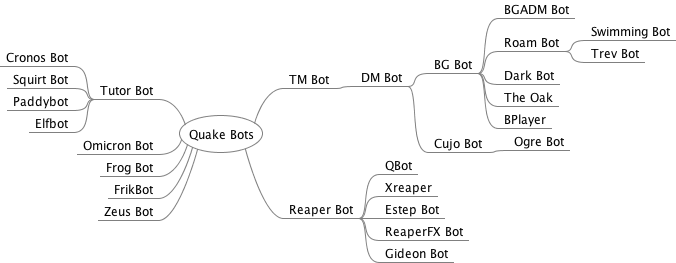 Quake Bots
Tutor Bot
Cronos Bot
Squirt Bot
Paddybot
Elfbot
Omicron Bot
Frog Bot
FrikBot
Zeus Bot
TM Bot
DM Bot
BG Bot
BGADM Bot
Roam Bot
Swimming Bot
Trev Bot
Dark Bot
The Oak
BPlayer
Cujo Bot
Ogre Bot
Reaper Bot
QBot
Xreaper
Estep Bot
ReaperFX Bot
Gideon Bot